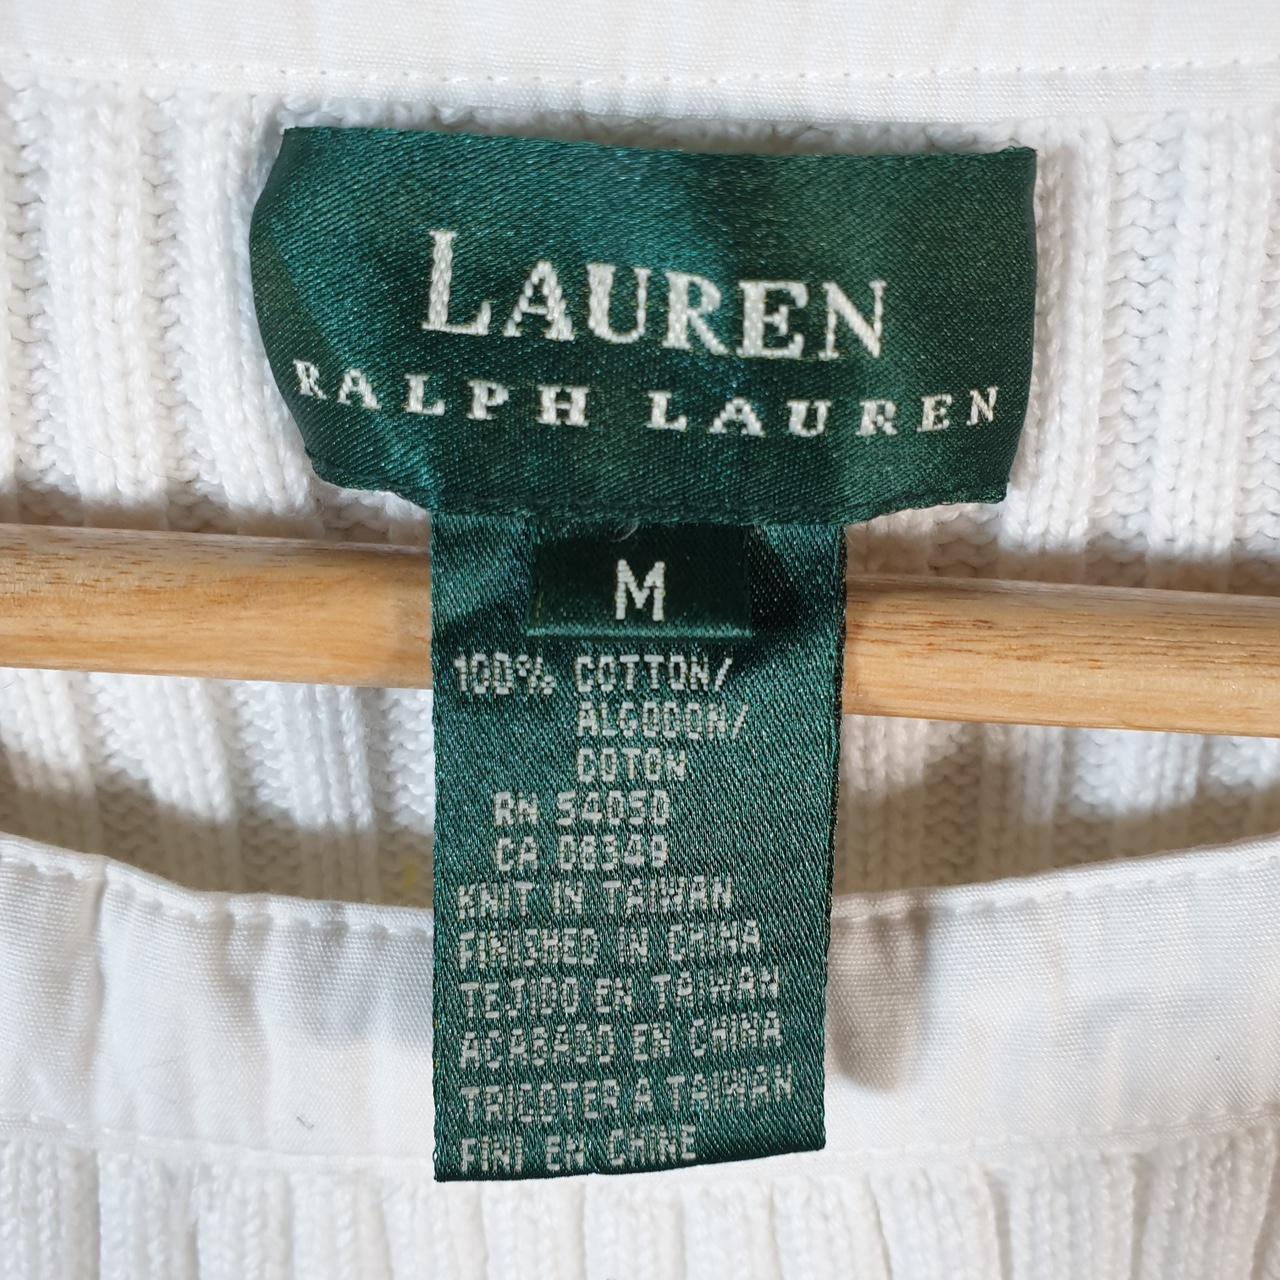 LAUREN
RALPH LAUREN
M
100% COTTON/
ALGODON/
COTON
RN 54050
CA 08349
KNIT IN TAIWAN
FINISHED IN CHINA
TEJIDO EN TAIWAN
ACABADO EN CHINA
TRICOTER A TAIWAN
FINI EN CHINE